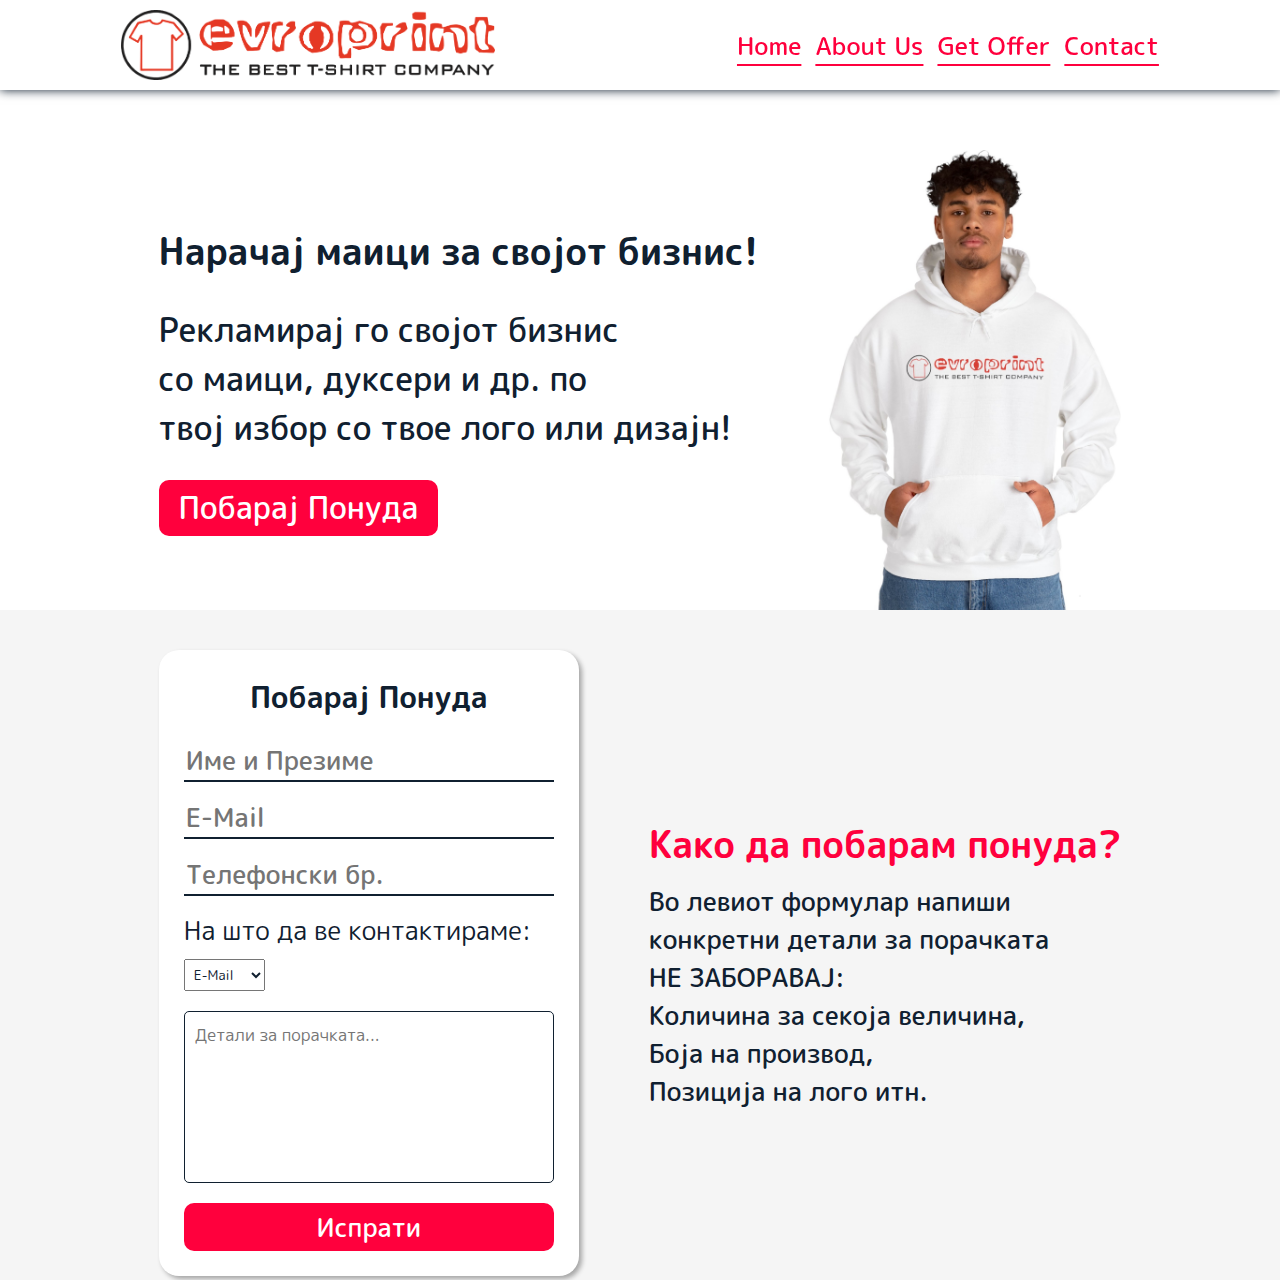 evroprint
THE BEST T-SHIRT COMPANY
Home About Us Get Offer Contact
Нарачај маици за својот бизнис!
Рекламирај го својот бизнис
со маици, дуксери и др. по
твој избор со твое лого или дизајн!
Побарај Понуда
evroprint
THE BEST T-SHIRT COMPANY
Побарај Понуда
Име и Презиме
E-Mail
Телефонски бр.
На што да ве контактираме:
E-Mail
Детали за порачката...
Испрати
Како да побарам понуда?
Во левиот формулар напиши
конкретни детали за порачката
НЕ ЗАБОРАВАЈ:
Количина за секоја величина,
Боја на производ,
Позиција на лого итн.